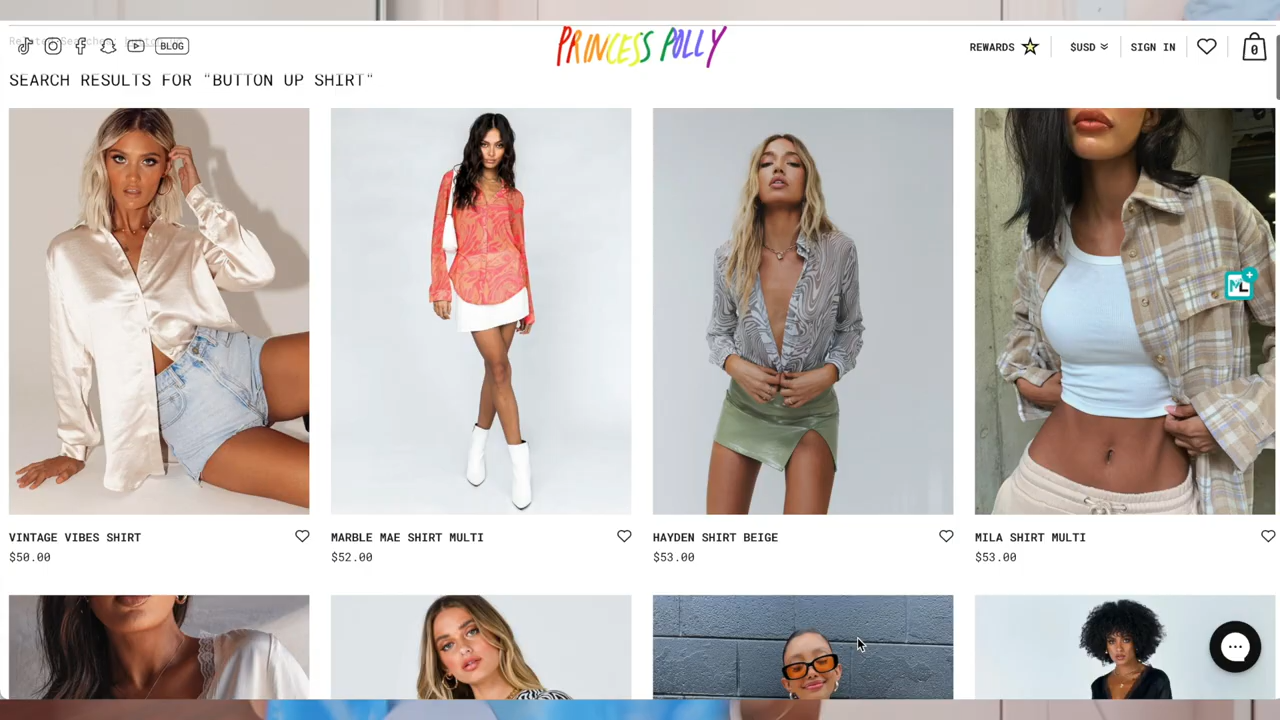 BLOG
PRINCESS POLLY
REWARDS
$USD
SIGN IN
0
SEARCH RESULTS FOR "BUTTON UP SHIRT"
ML
VINTAGE VIBES SHIRT
$50.00
MARBLE MAE SHIRT MULTI
$52.00
HAYDEN SHIRT BEIGE
$53.00
MILA SHIRT MULTI
$53.00